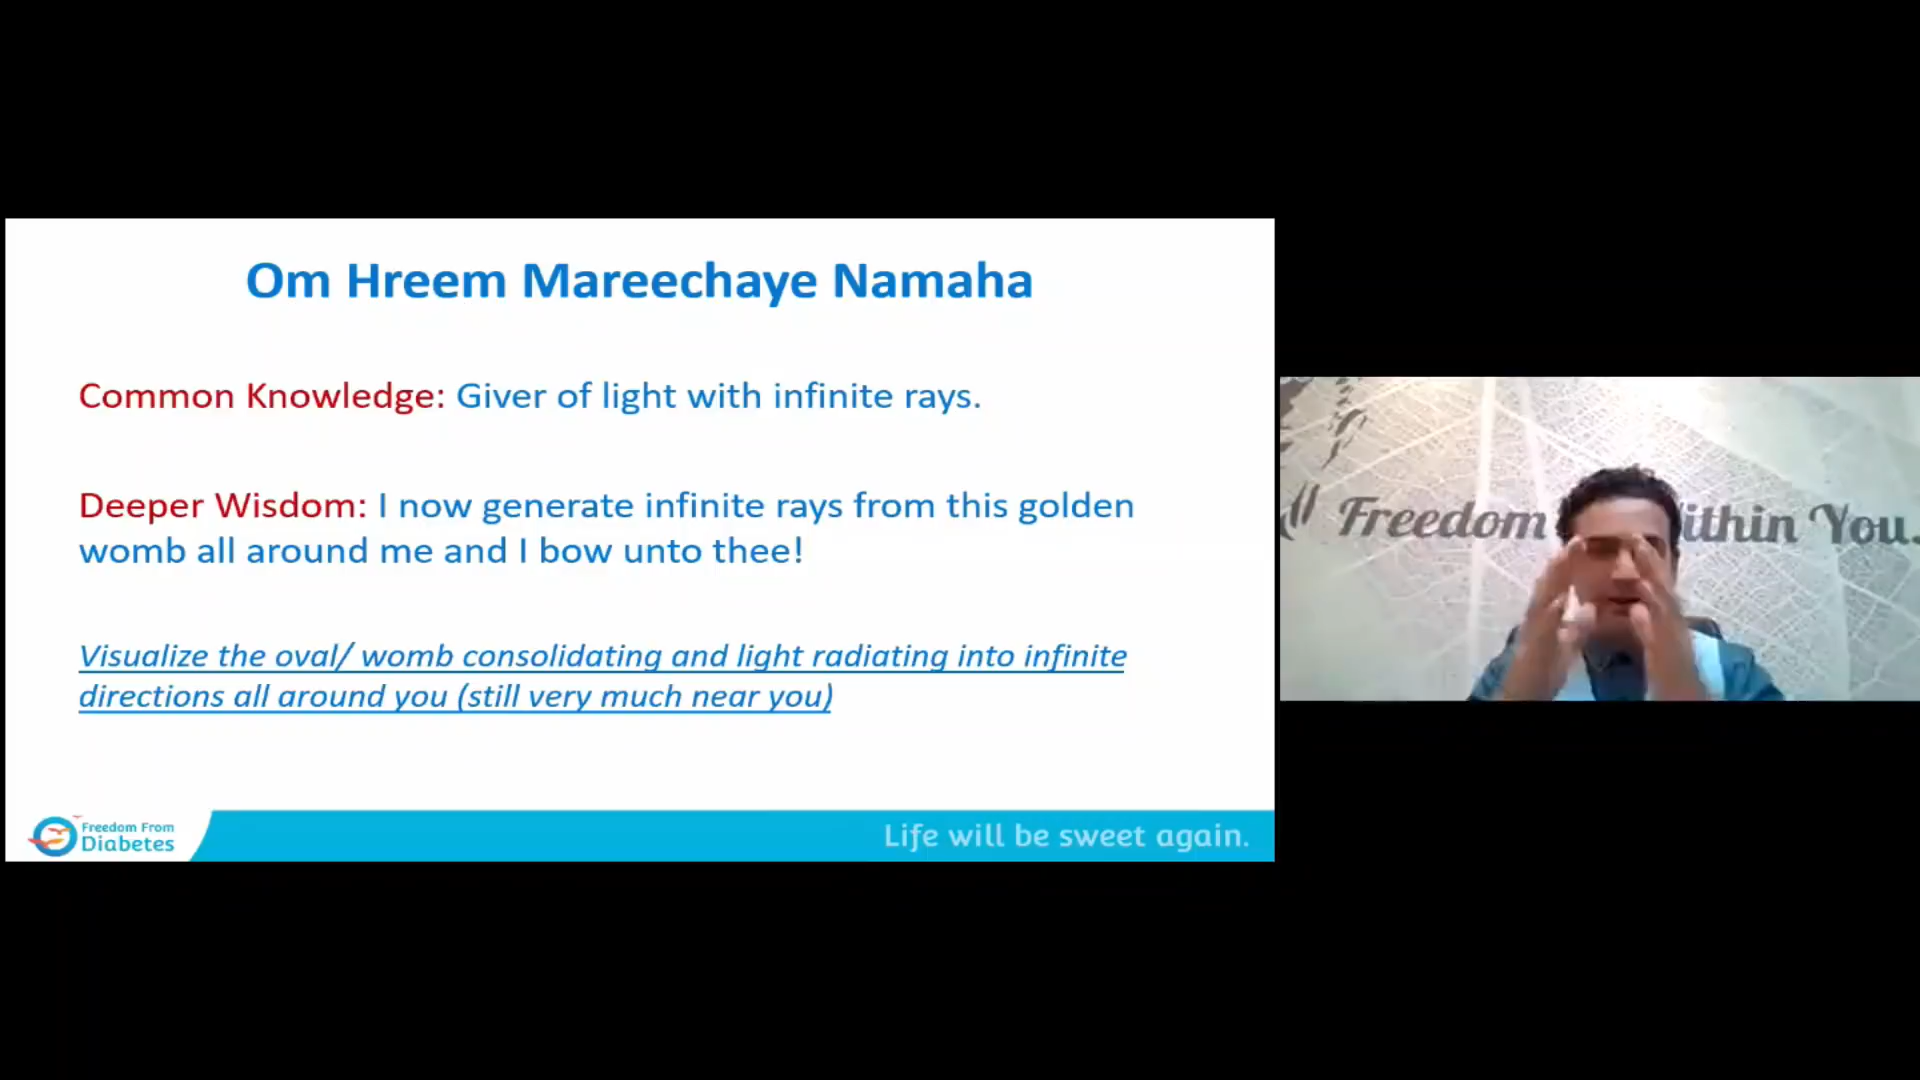 Om Hreem Mareechaye Namaha
Common Knowledge: Giver of light with infinite rays.
Deeper Wisdom: I now generate infinite rays from this golden
womb all around me and I bow unto thee!
Visualize the oval/ womb consolidating and light radiating into infinite
directions all around you (still very much near you)
Freedom From
Diabetes
Life will be sweet again.
Freedom ithin You.